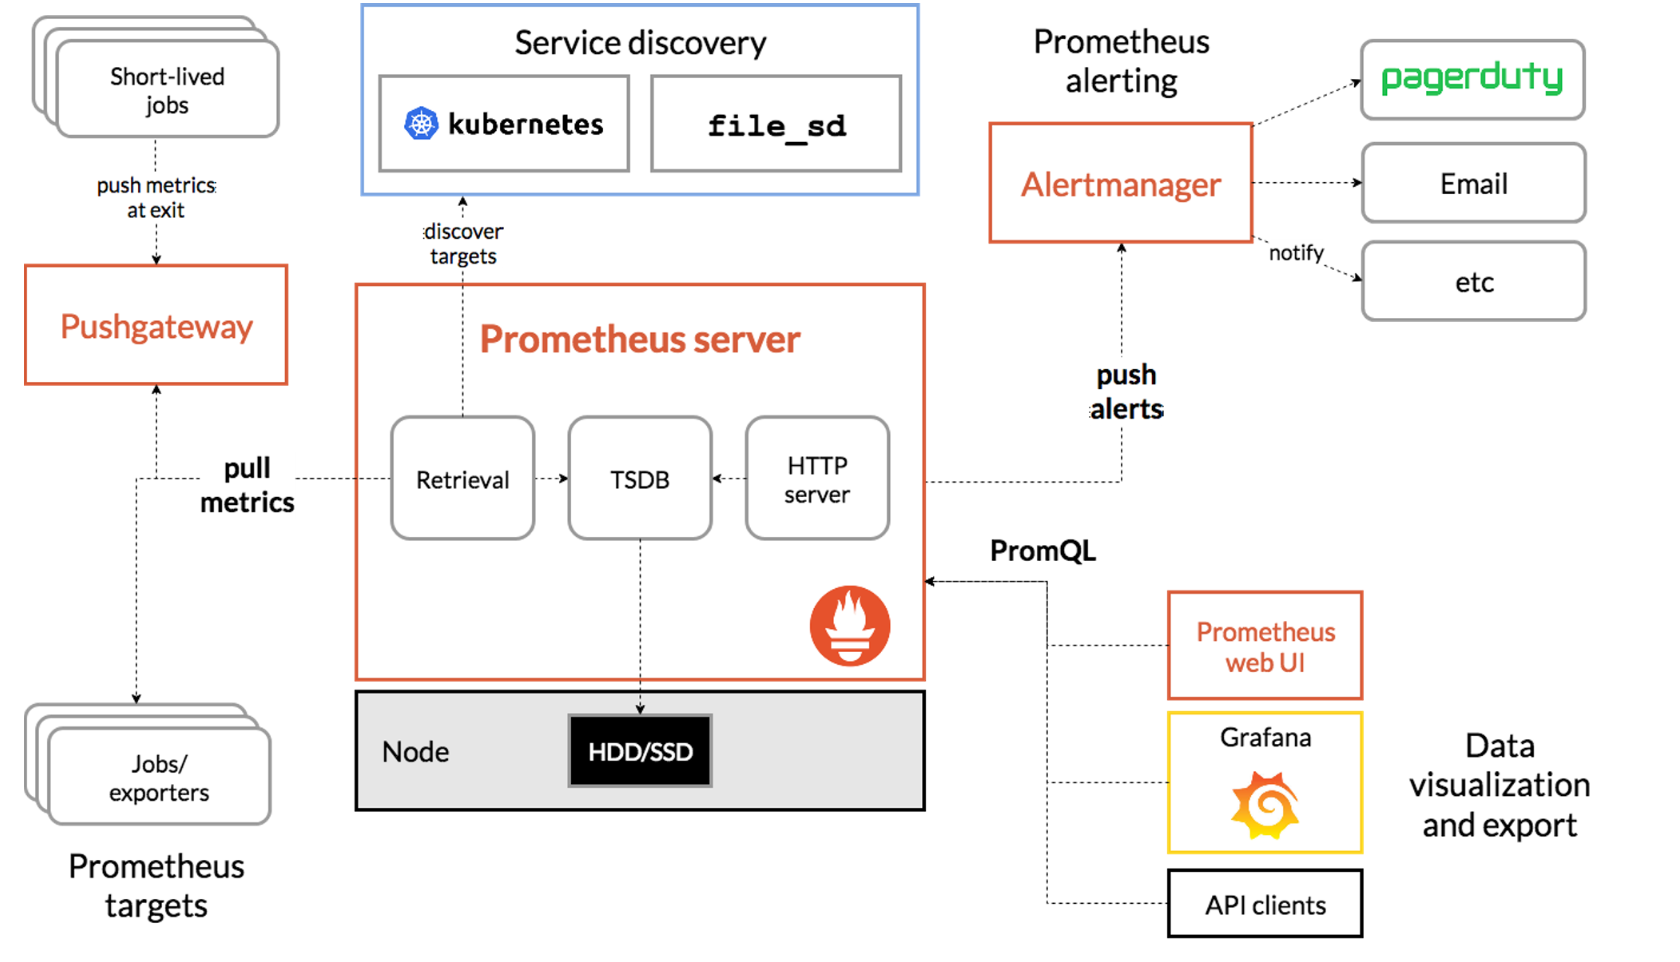 Short-lived
jobs
push metrics
at exit
Pushgateway
pull
metrics
Jobs/
exporters
Prometheus
targets
Service discovery
kubernetes
file_sd
discover
targets
Prometheus server
Retrieval
TSDB
HTTP
server
Node
HDD/SSD
Prometheus
alerting
Alertmanager
pagerduty
Email
notify
etc
push
alerts
PromQL
Prometheus
web UI
Grafana
API clients
Data
visualization
and export